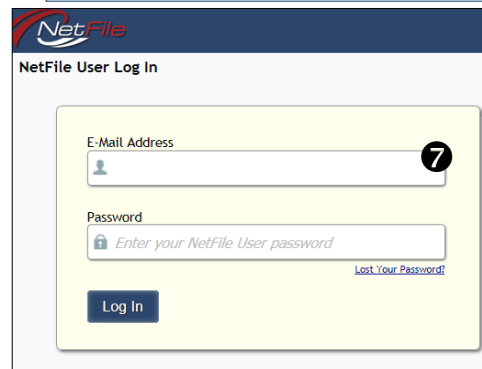 NetFile
NetFile User Log In
E-Mail Address
7
Password
Enter your NetFile User password
Lost Your Password?
Log In